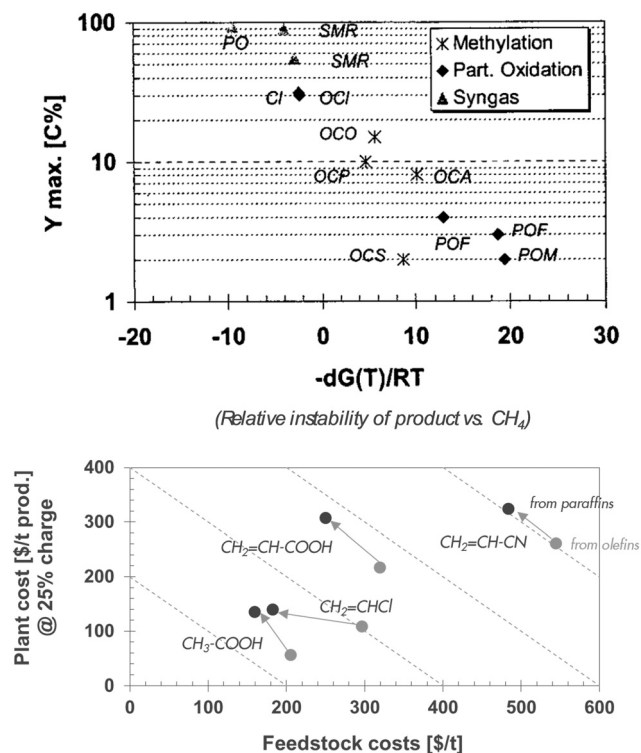 100
PO
SMR
SMR
CI
OCI
Methylation
Part. Oxidation
Syngas
OCO
10
OCP
OCA
POF
POF
OCS
POM
1
Y max. [C%]
-20 -10 0 10 20 30
-dG(T)/RT
(Relative instability of product vs. CH₄)
400
300
200
100
0
Plant cost [$/t prod.]
@ 25% charge
from paraffins
CH₂=CH-COOH
CH₂=CH-CN
from olefins
CH₂=CHCl
CH₃-COOH
0 100 200 300 400 500 600
Feedstock costs [$/t]